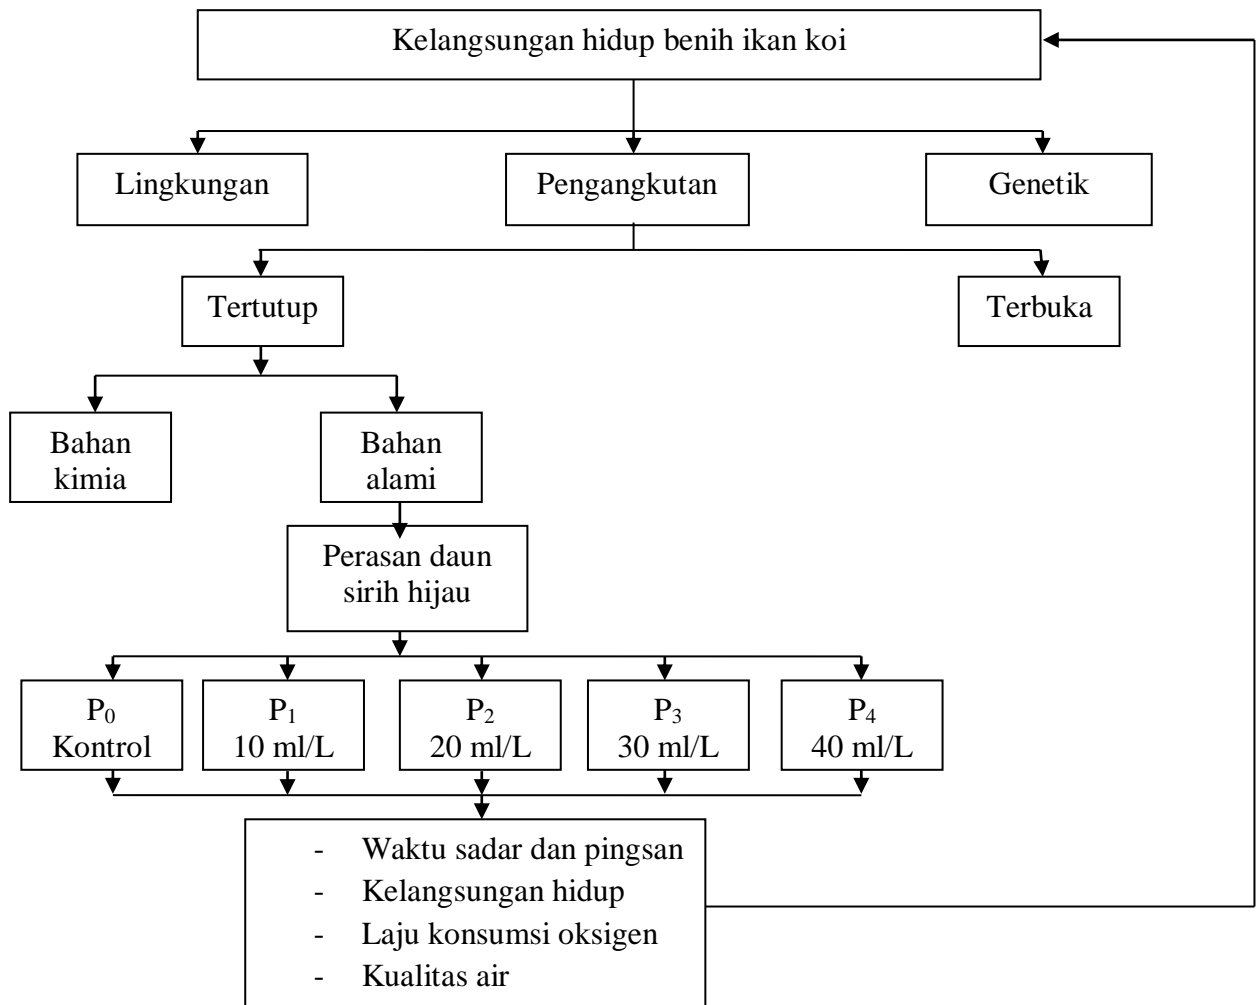 Kelangsungan hidup benih ikan koi
Lingkungan
Pengangkutan
Genetik
Tertutup
Terbuka
Bahan
kimia
Bahan
alami
Perasan daun
sirih hijau
P₀
Kontrol
P₁
10 ml/L
P₂
20 ml/L
P₃
30 ml/L
P₄
40 ml/L
- Waktu sadar dan pingsan
- Kelangsungan hidup
- Laju konsumsi oksigen
- Kualitas air